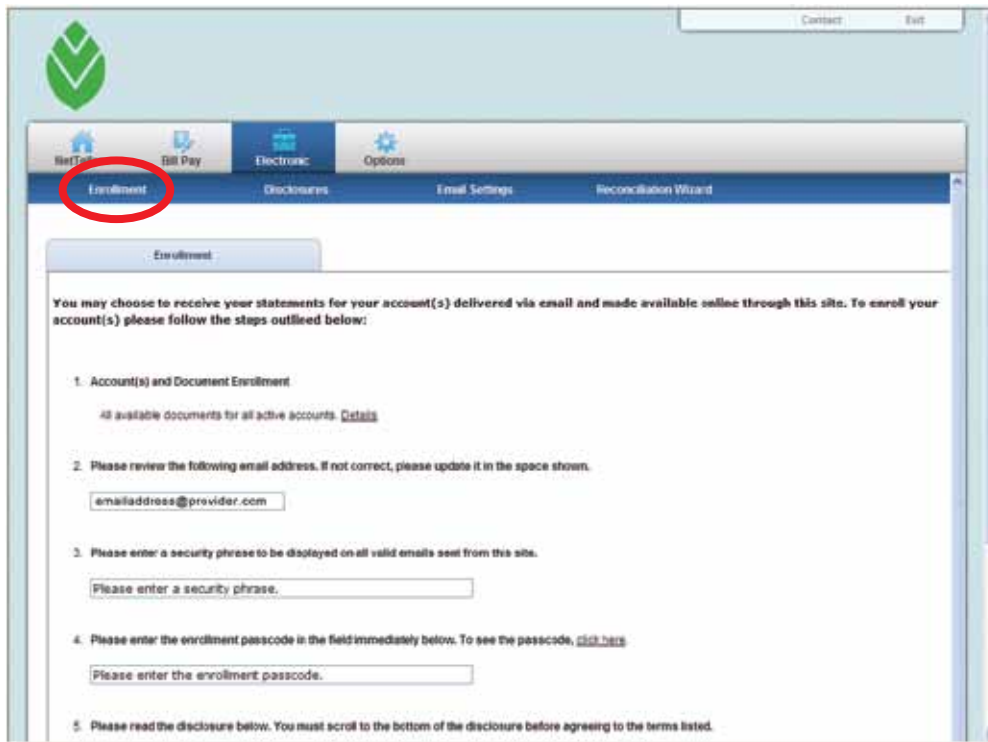 Contact Exit
NetTeller Bill Pay Electronic Options
Enrollment Disclosures Email Settings Reconciliation Wizard
Enrollment
You may choose to receive your statements for your account(s) delivered via email and made available online through this site. To enroll your
account(s) please follow the steps outlined below:
1. Account(s) and Document Enrollment
All available documents for all active accounts. Details
2. Please review the following email address. If not correct, please update it in the space shown.
emailaddress@provider.com
3. Please enter a security phrase to be displayed on all valid emails sent from this site.
Please enter a security phrase.
4. Please enter the enrollment passcode in the field immediately below. To see the passcode, click here.
Please enter the enrollment passcode.
5. Please read the disclosure below. You must scroll to the bottom of the disclosure before agreeing to the terms listed.